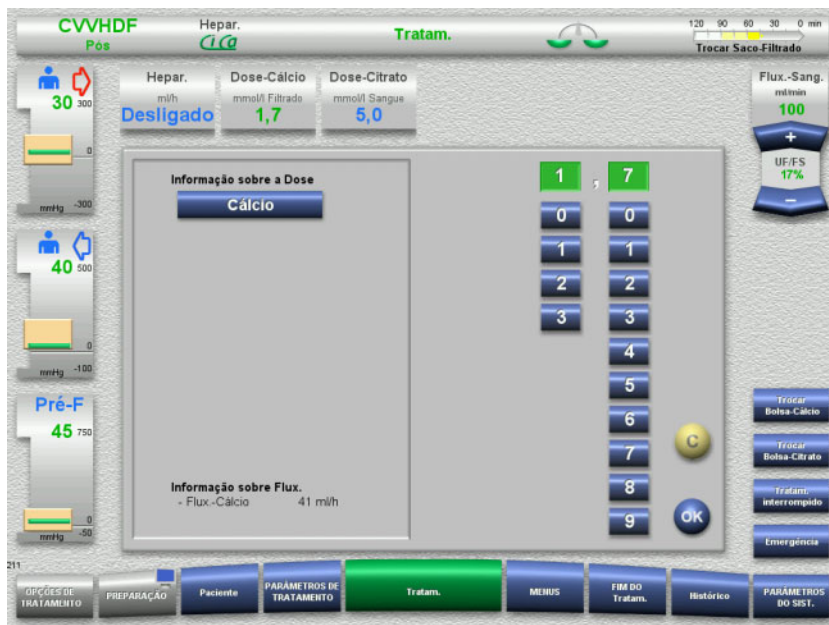 CVVHDF
Pós
Hepar.
CiCa
Tratam.
120 90 60 30 0 min
Trocar Saco-Filtrado
30 300
0
mmHg -300
40 500
0
mmHg -100
Pré-F
45 750
0
mmHg -50
Hepar.
ml/h
Desligado
Dose-Cálcio
mmol/l Filtrado
1,7
Dose-Citrato
mmol/l Sangue
5,0
Flux.-Sang.
ml/min
100
+
UF/FS
17%
−
Informação sobre a Dose
Cálcio
Informação sobre Flux.
- Flux.-Cálcio 41 ml/h
1 , 7
0 0
1 1
2 2
3 3
4
5
6
7
8
9
C
OK
Trocar
Bolsa-Cálcio
Trocar
Bolsa-Citrato
Tratam.
interrompido
Emergência
211
OPÇÕES DE
TRATAMENTO
PREPARAÇÃO
Paciente
PARÂMETROS DE
TRATAMENTO
Tratam.
MENUS
FIM DO
Tratam.
Histórico
PARÂMETROS
DO SIST.